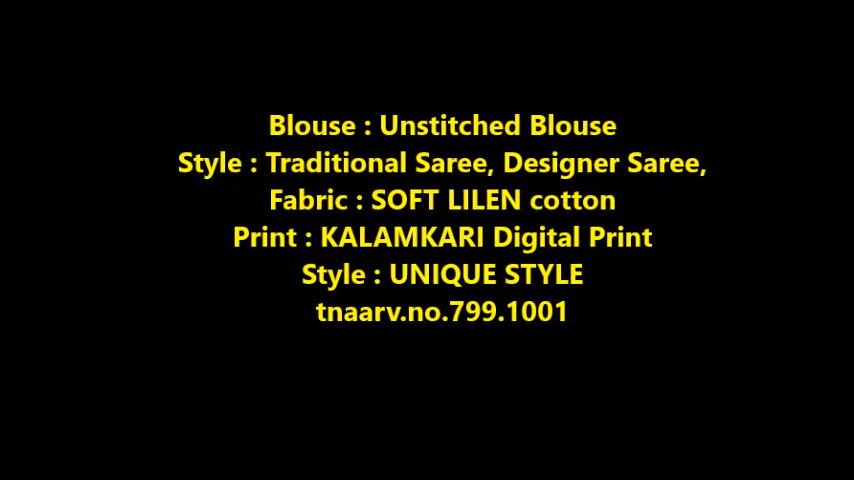 Blouse : Unstitched Blouse
Style : Traditional Saree, Designer Saree,
Fabric : SOFT LILEN cotton
Print : KALAMKARI Digital Print
Style : UNIQUE STYLE
tnaarv.no.799.1001